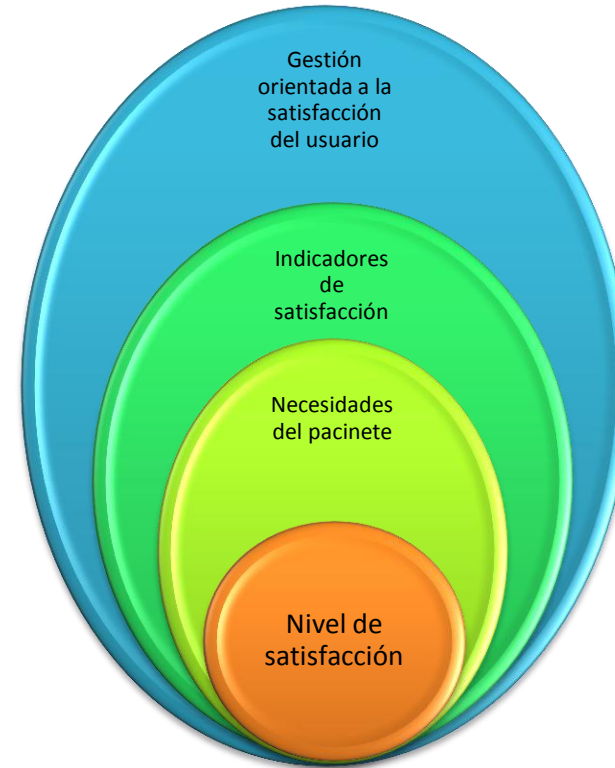 Gestión
orientada a la
satisfacción
del usuario
Indicadores
de
satisfacción
Necesidades
del pacinete
Nivel de
satisfacción